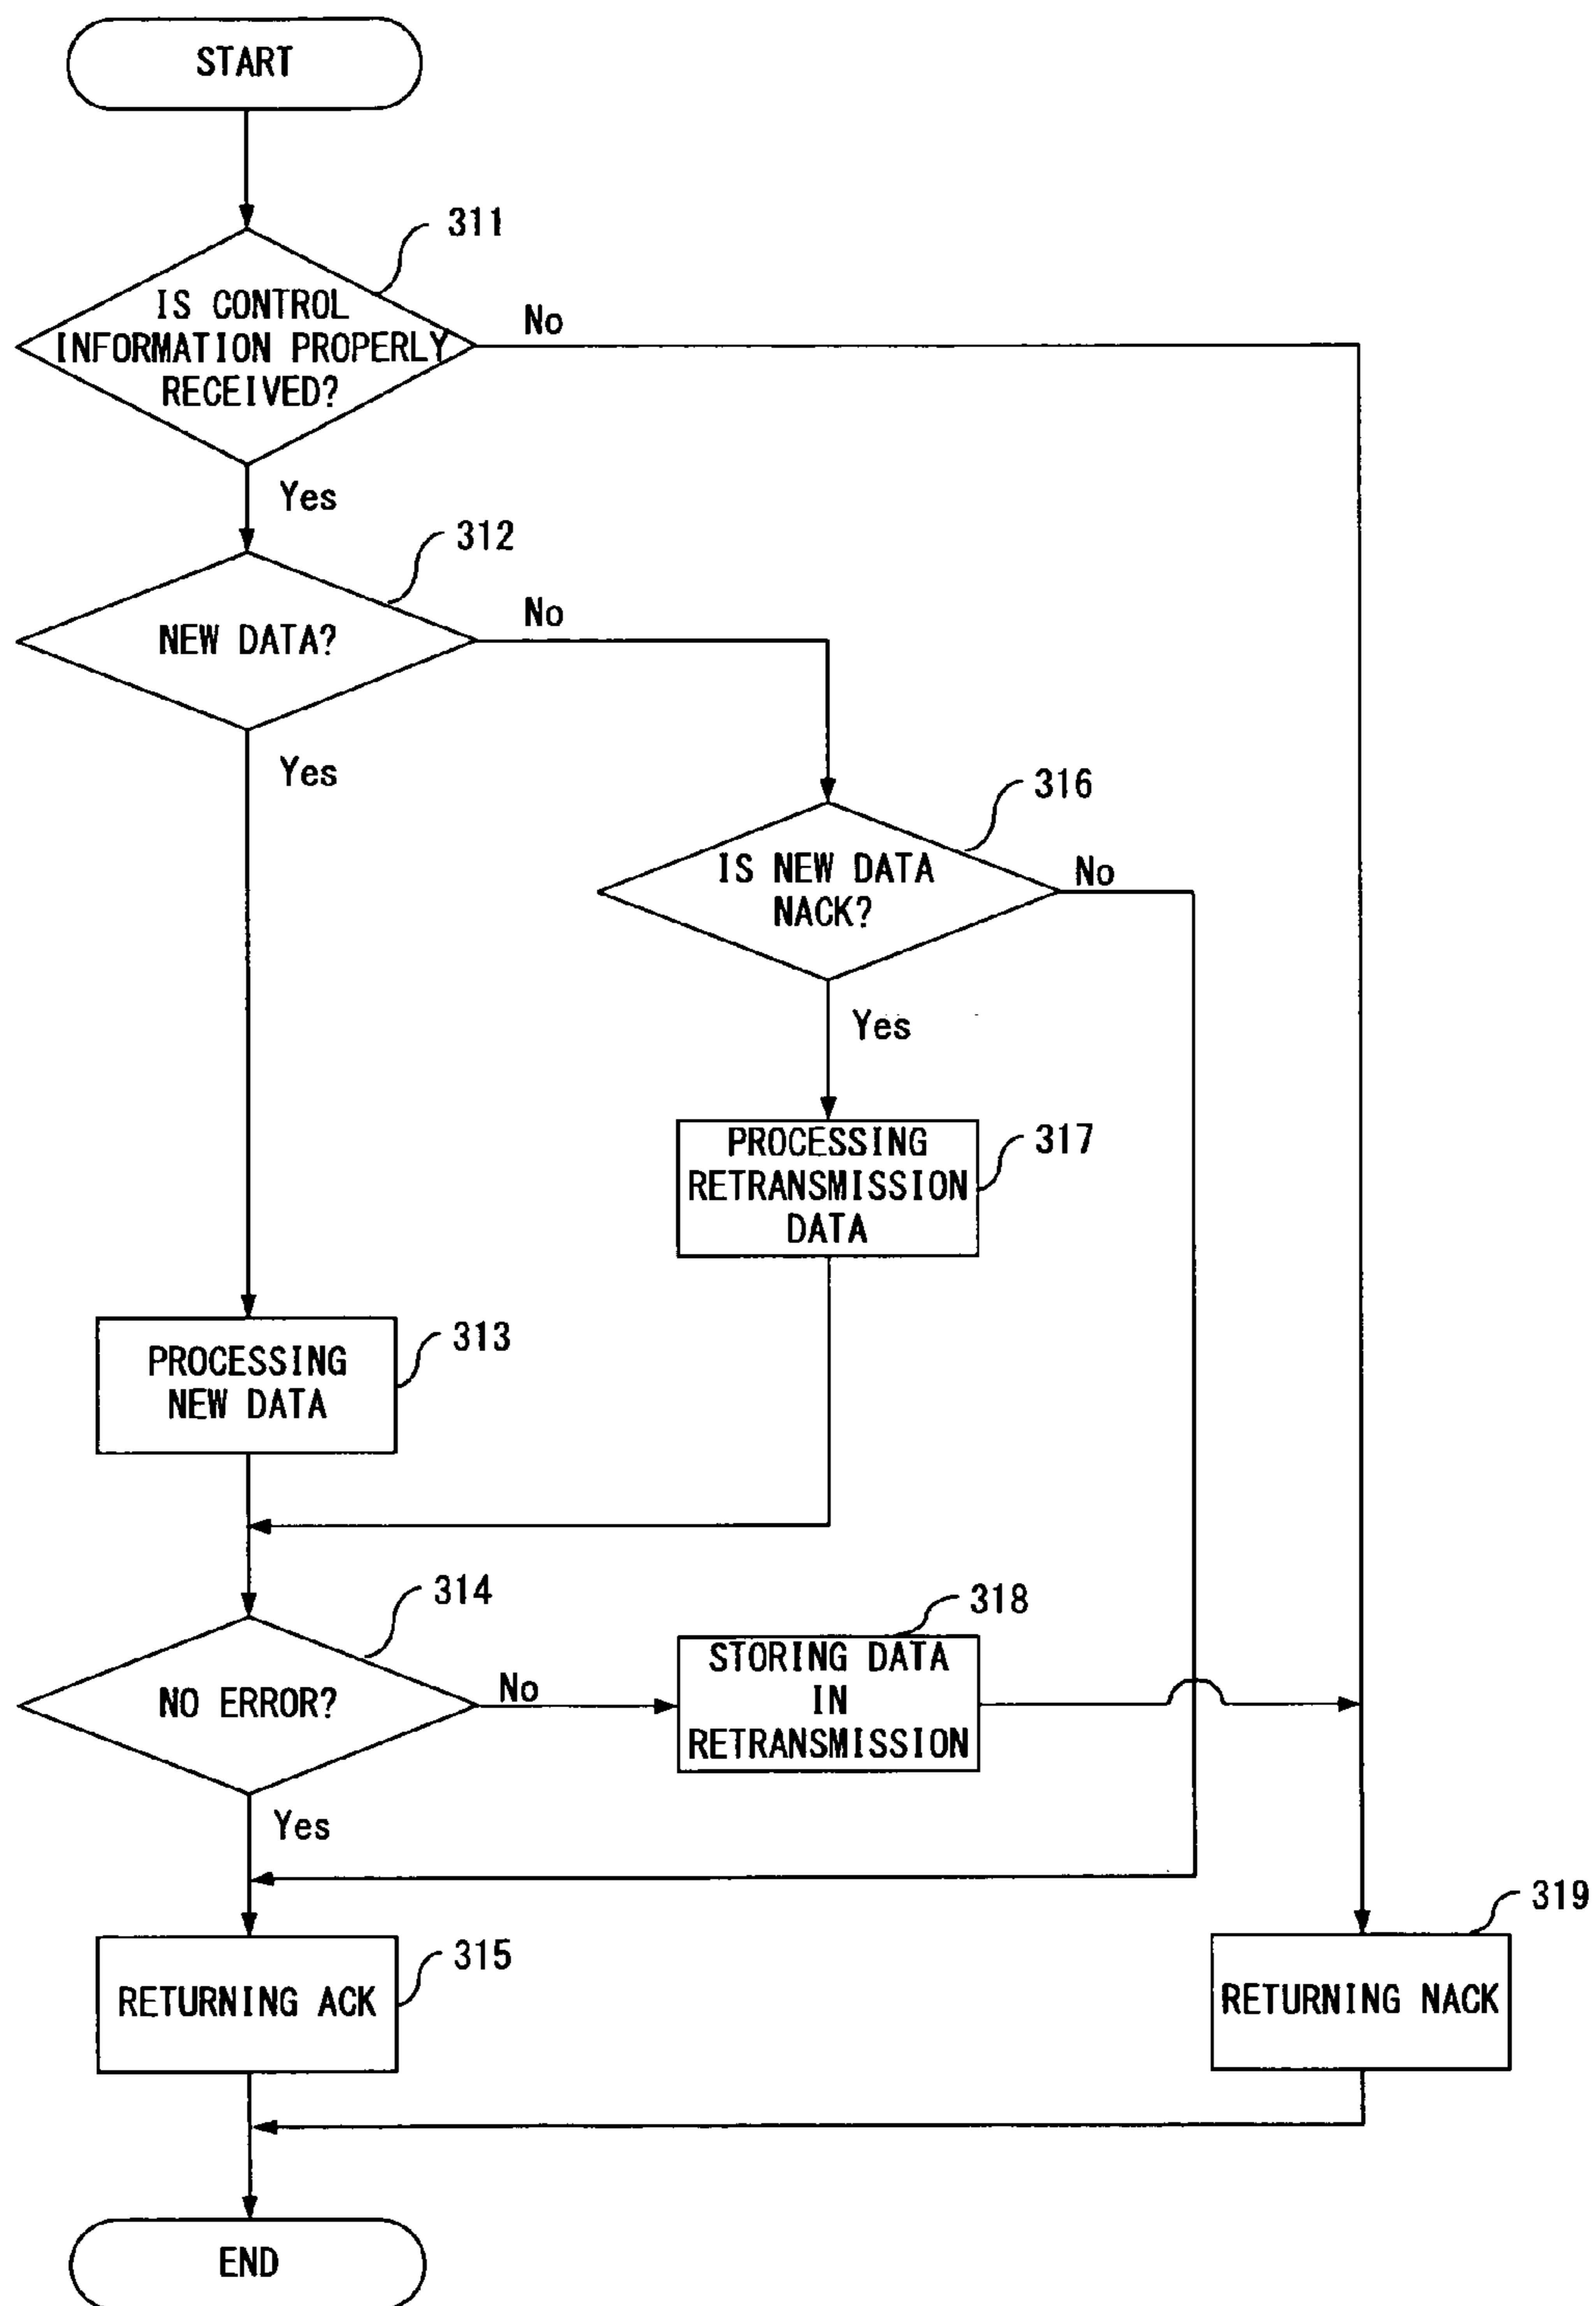 START
311
IS CONTROL
INFORMATION PROPERLY
RECEIVED?
No
Yes
312
NEW DATA?
No
Yes
316
IS NEW DATA
NACK?
No
Yes
PROCESSING
RETRANSMISSION
DATA
317
PROCESSING
NEW DATA
313
314
NO ERROR?
No
318
STORING DATA
IN
RETRANSMISSION
Yes
319
RETURNING ACK
315
RETURNING NACK
END